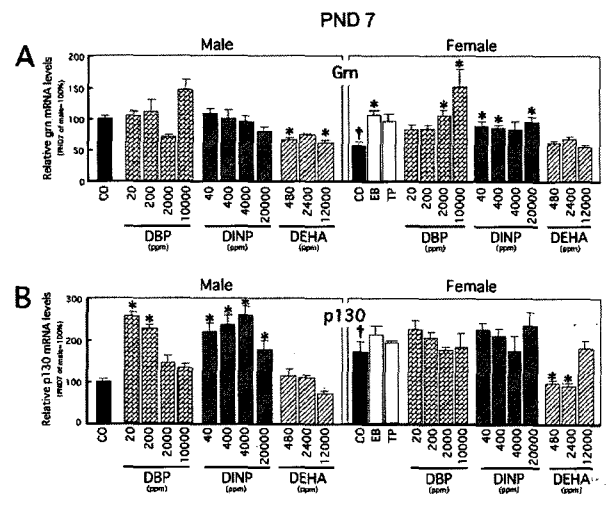 PND 7
A
Male
Female
Grn
Relative grn mRNA levels
(PND7 of male=100%)
200
150
100
50
0
* * † * * * * * *
CO 20 200 2000 10000 40 400 4000 20000 480 2400 12000 CO EB TP 20 200 2000 10000 40 400 4000 20000 480 2400 12000
DBP DINP DEHA DBP DINP DEHA
(ppm) (ppm) (ppm) (ppm) (ppm) (ppm)
B
Male
Female
p130
Relative p130 mRNA levels
(PND7 of male=100%)
300
200
100
0
* * * * * * † * *
CO 20 200 2000 10000 40 400 4000 20000 480 2400 12000 CO EB TP 20 200 2000 10000 40 400 4000 20000 480 2400 12000
DBP DINP DEHA DBP DINP DEHA
(ppm) (ppm) (ppm) (ppm) (ppm) (ppm)